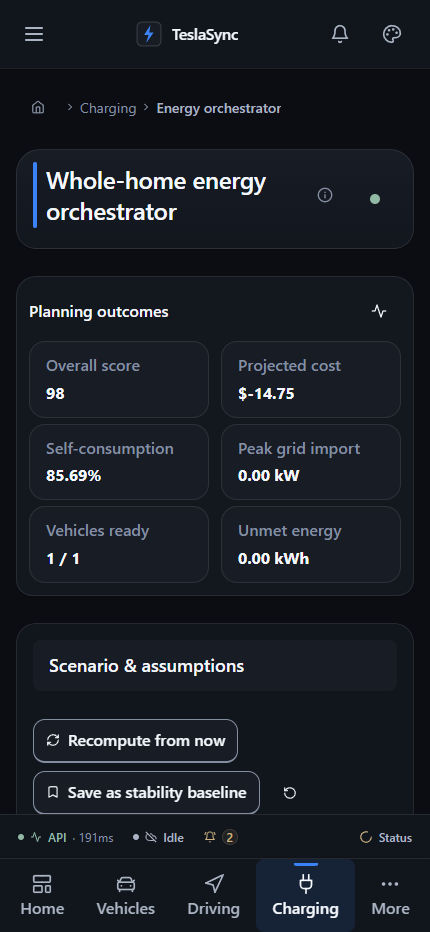 TeslaSync
Charging Energy orchestrator
Whole-home energy
orchestrator
Planning outcomes
Overall score
98
Projected cost
$-14.75
Self-consumption
85.69%
Peak grid import
0.00 kW
Vehicles ready
1 / 1
Unmet energy
0.00 kWh
Scenario & assumptions
Recompute from now
Save as stability baseline
API · 191ms Idle 2 Status
Home Vehicles Driving Charging More